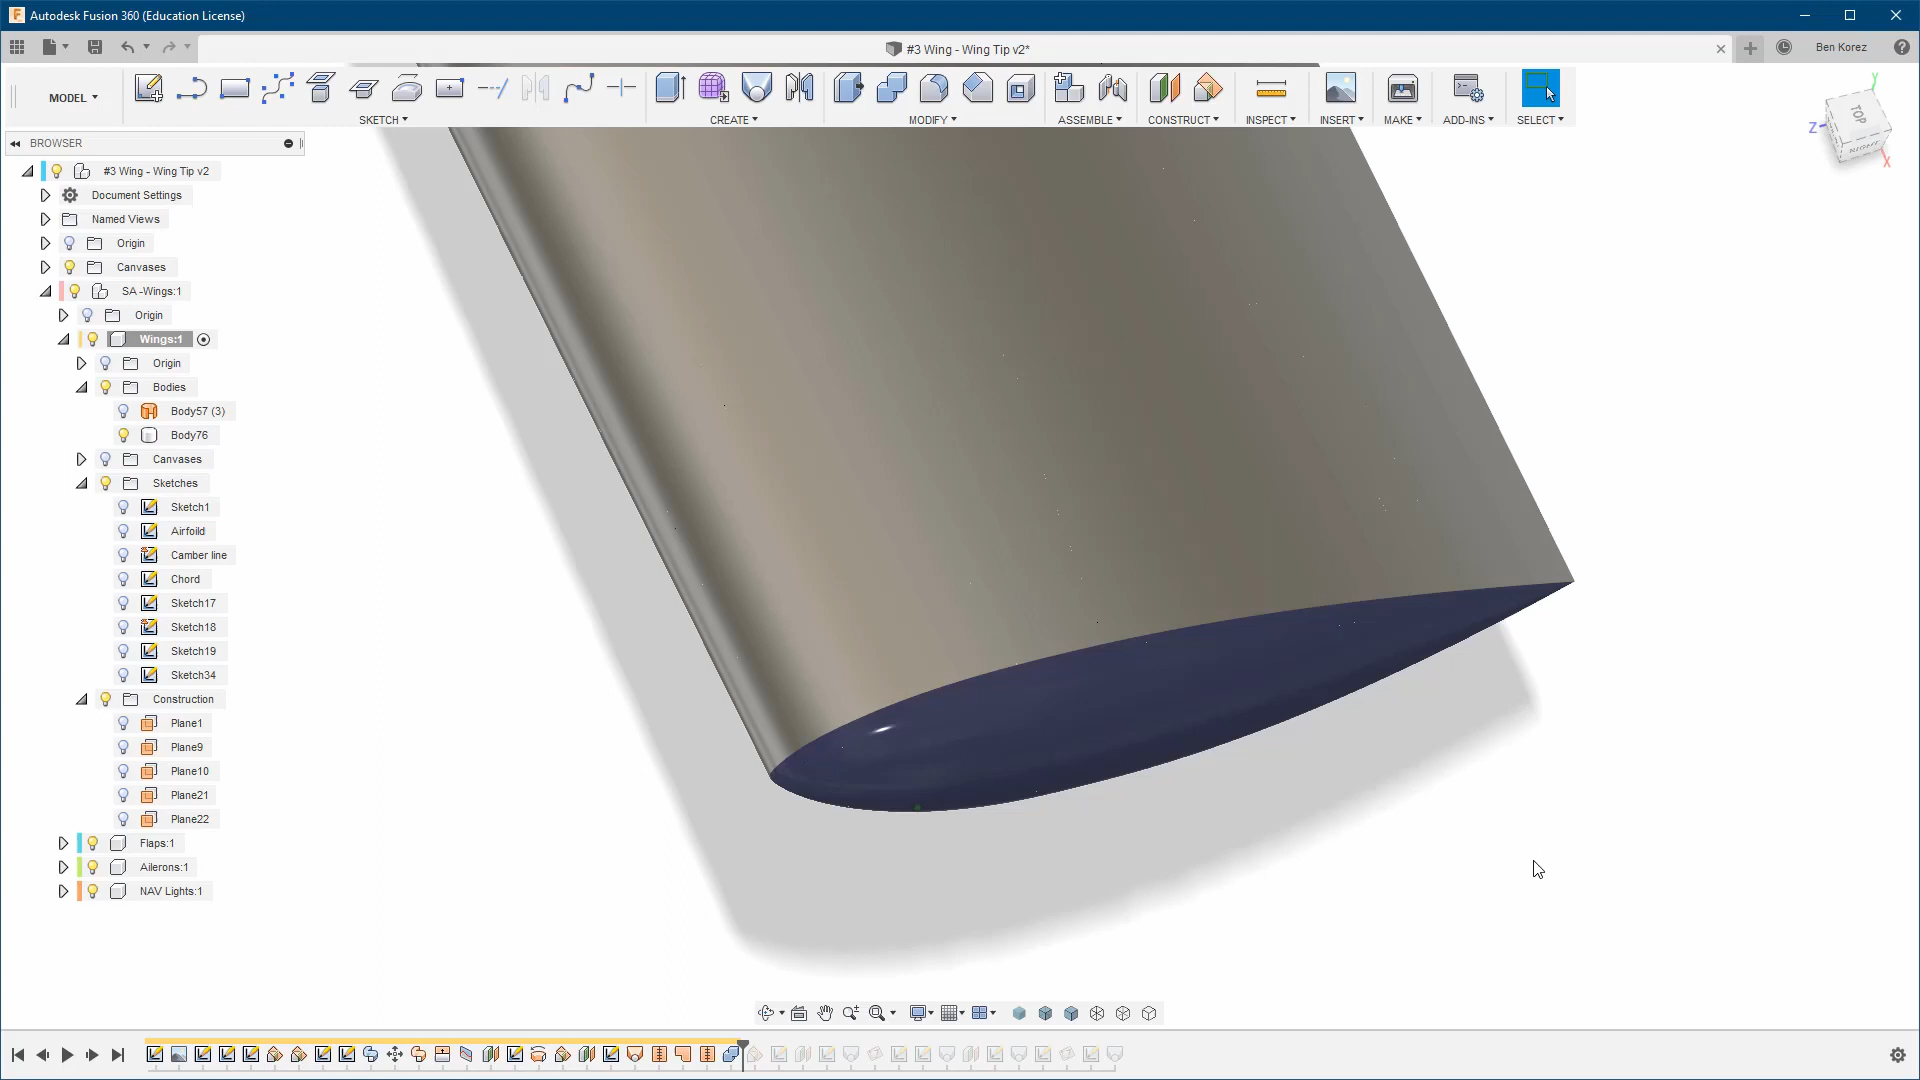 Autodesk Fusion 360 (Education License)
#3 Wing - Wing Tip v2*
Ben Korez
MODEL
SKETCH
CREATE
MODIFY
ASSEMBLE
CONSTRUCT
INSPECT
INSERT
MAKE
ADD-INS
SELECT
Y
TOP
Z
RIGHT
X
BROWSER
#3 Wing - Wing Tip v2
Document Settings
Named Views
Origin
Canvases
SA -Wings:1
Origin
Wings:1
Origin
Bodies
Body57 (3)
Body76
Canvases
Sketches
Sketch1
Airfoild
Camber line
Chord
Sketch17
Sketch18
Sketch19
Sketch34
Construction
Plane1
Plane9
Plane10
Plane21
Plane22
Flaps:1
Ailerons:1
NAV Lights:1